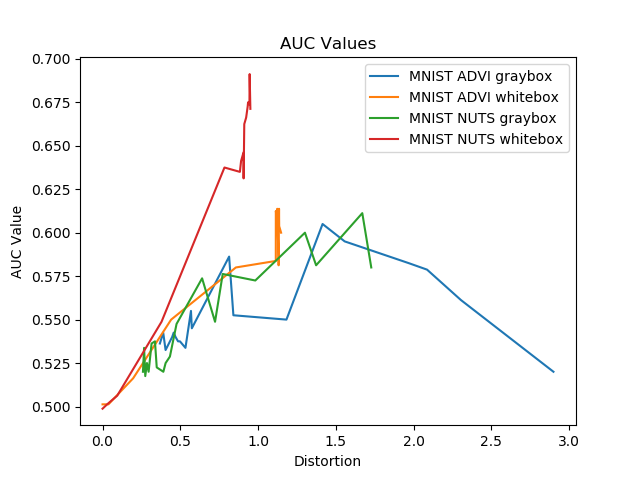 AUC Values
0.700
0.675
0.650
0.625
0.600
0.575
0.550
0.525
0.500
AUC Value
MNIST ADVI graybox
MNIST ADVI whitebox
MNIST NUTS graybox
MNIST NUTS whitebox
0.0 0.5 1.0 1.5 2.0 2.5 3.0
Distortion